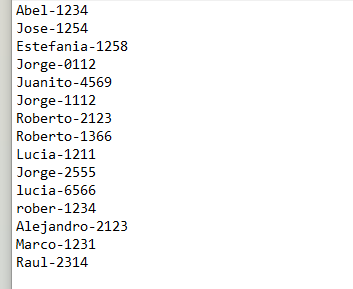 Abel-1234
Jose-1254
Estefania-1258
Jorge-0112
Juanito-4569
Jorge-1112
Roberto-2123
Roberto-1366
Lucia-1211
Jorge-2555
lucia-6566
rober-1234
Alejandro-2123
Marco-1231
Raul-2314